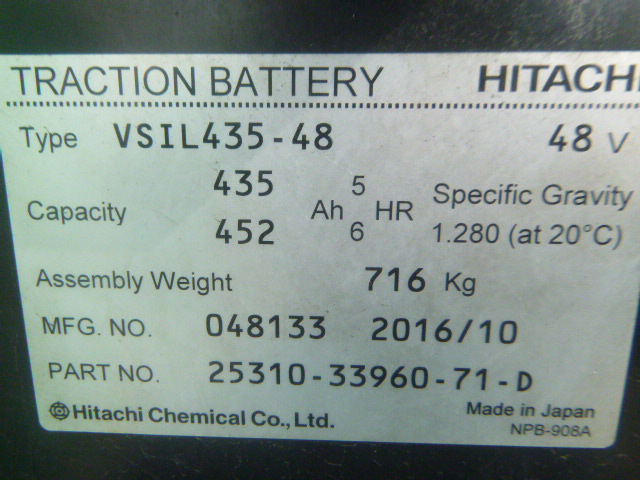 TRACTION BATTERY HITACHI
Type VSIL435-48 48 V
Capacity 435 Ah 5 HR Specific Gravity
452 6 1.280 (at 20°C)
Assembly Weight 716 Kg
MFG. NO. 048133 2016/10
PART NO. 25310-33960-71-D
Hitachi Chemical Co., Ltd. Made in Japan
NPB-908A